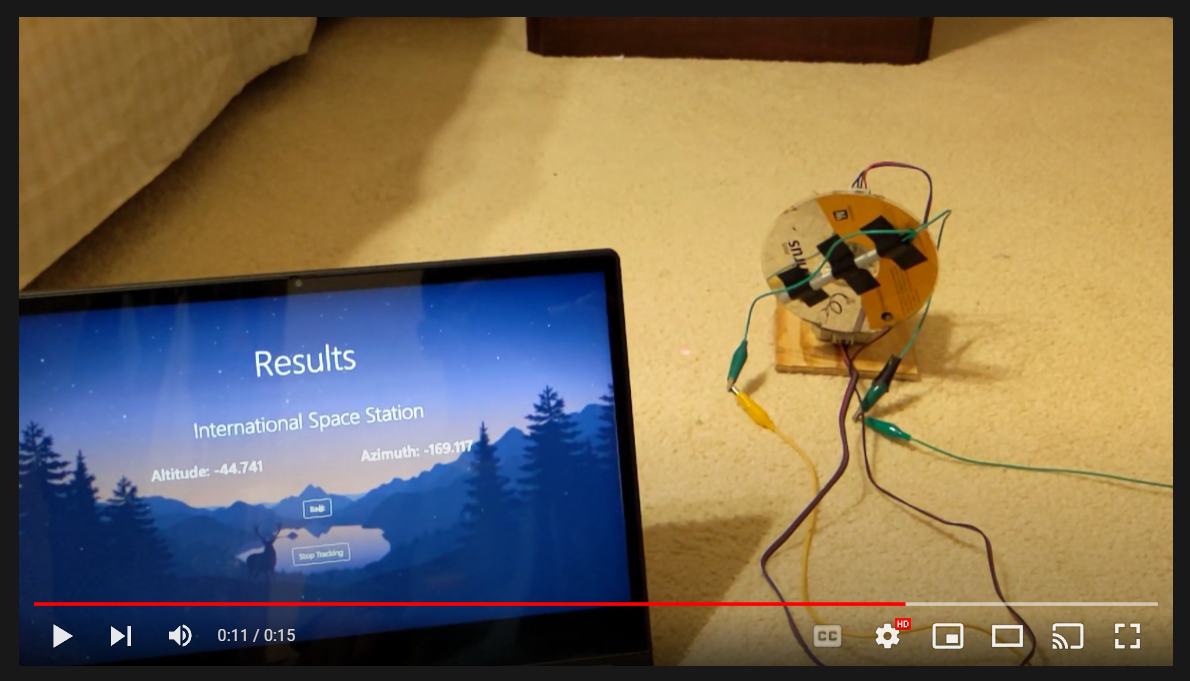 Results
International Space Station
Altitude: -44.741
Azimuth: -169.117
Stop Tracking
0:11 / 0:15
CC
HD